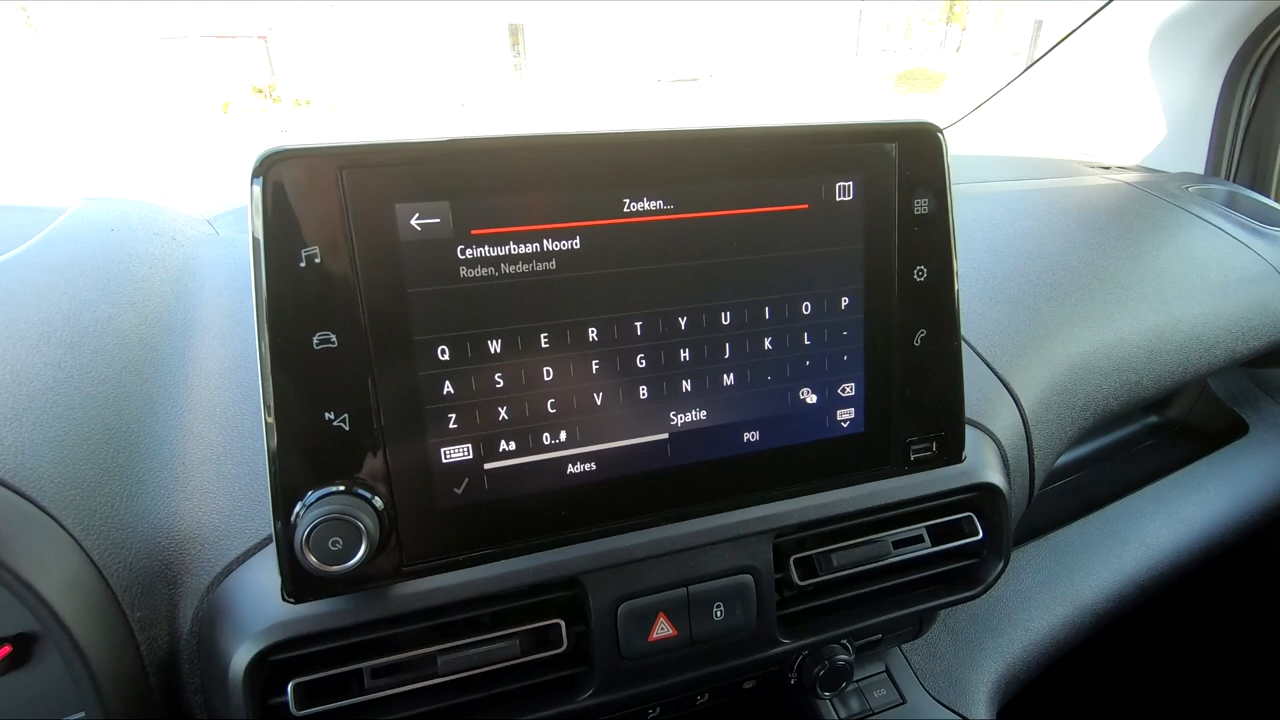 Zoeken...
Ceintuurbaan Noord
Roden, Nederland
Q W E R T Y U I O P
A S D F G H J K L -
Z X C V B N M . ' ,
Aa 0..# Spatie
Adres POI
N
ECO